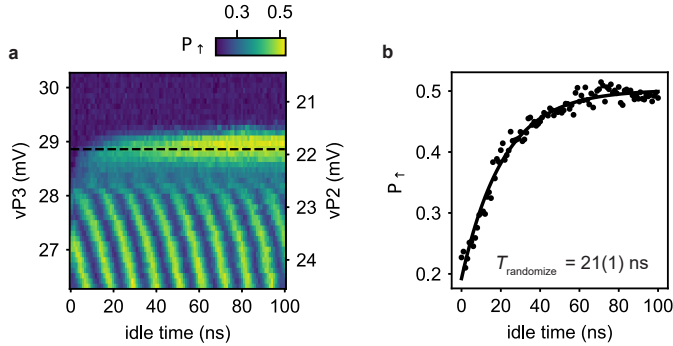 0.3 0.5
P↑
a
vP3 (mV)
30
29
28
27
21
22
23
24
vP2 (mV)
0 20 40 60 80 100
idle time (ns)
b
P↑
0.5
0.4
0.3
0.2
T_randomize = 21(1) ns
0 20 40 60 80 100
idle time (ns)